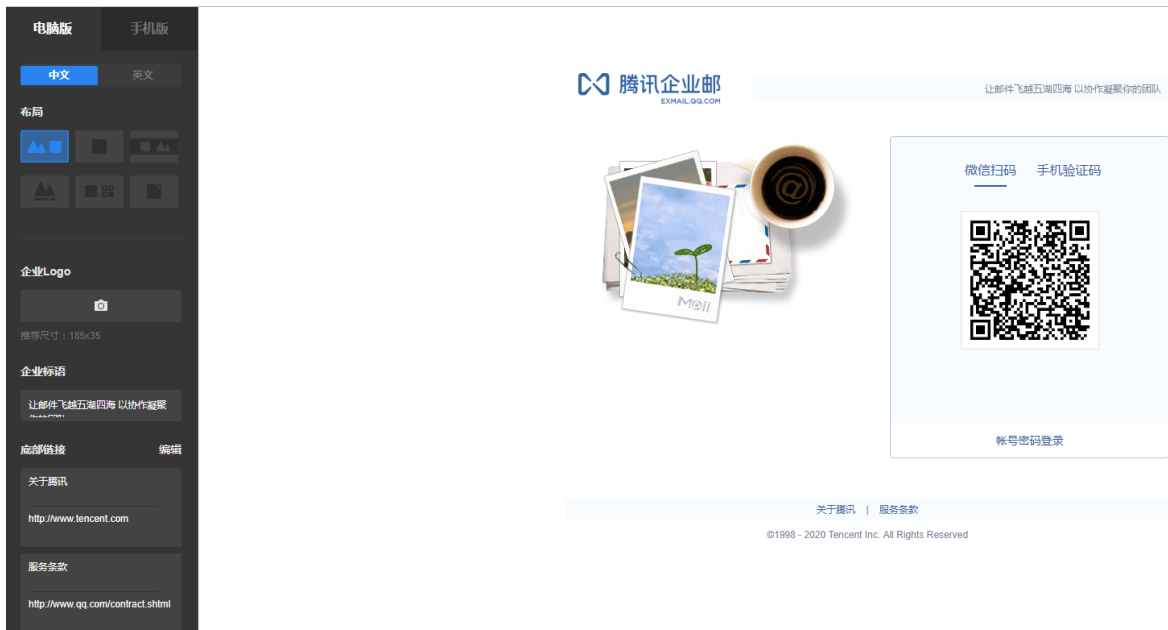 电脑版
手机版
中文
英文
布局
企业Logo
推荐尺寸：185x35
企业标语
让邮件飞越五湖四海 以协作凝聚
底部链接
编辑
关于腾讯
http://www.tencent.com
服务条款
http://www.qq.com/contract.shtml
腾讯企业邮
EXMAIL.QQ.COM
让邮件飞越五湖四海 以协作凝聚你的团队
@
Mail
微信扫码
手机验证码
帐号密码登录
关于腾讯 | 服务条款
©1998 - 2020 Tencent Inc. All Rights Reserved